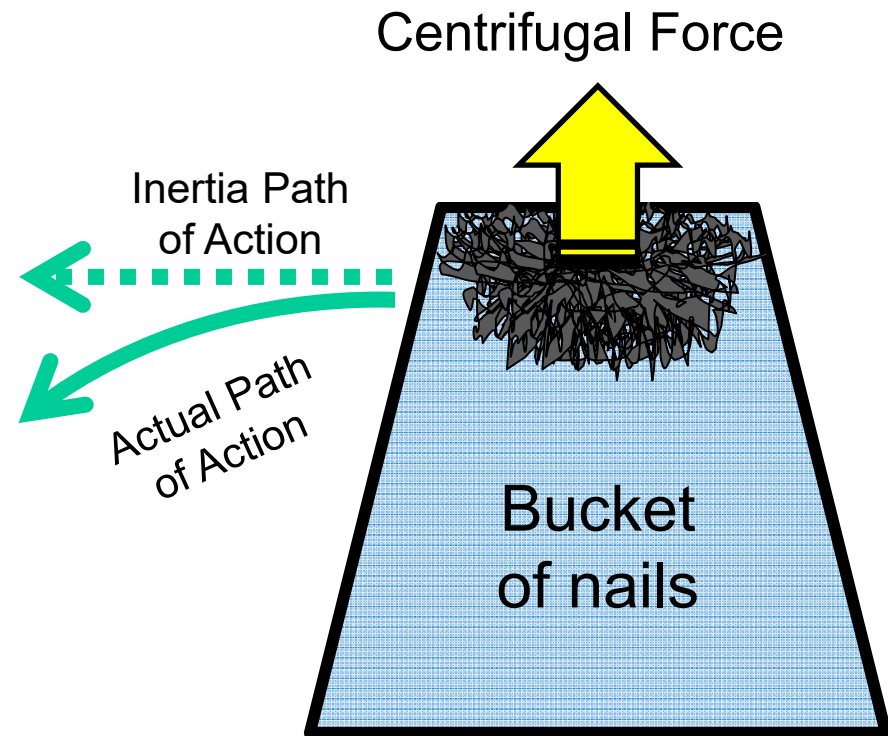 Centrifugal Force
Inertia Path
of Action
Actual Path
of Action
Bucket
of nails